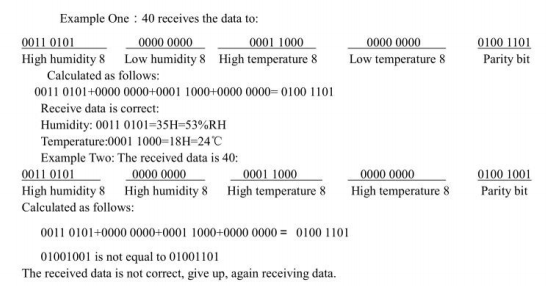 Example One：40 receives the data to:
0011 0101 0000 0000 0001 1000 0000 0000 0100 1101
High humidity 8 Low humidity 8 High temperature 8 Low temperature 8 Parity bit
Calculated as follows:
0011 0101+0000 0000+0001 1000+0000 0000= 0100 1101
Receive data is correct:
Humidity: 0011 0101=35H=53%RH
Temperature:0001 1000=18H=24℃
Example Two: The received data is 40:
0011 0101 0000 0000 0001 1000 0000 0000 0100 1001
High humidity 8 High humidity 8 High temperature 8 High temperature 8 Parity bit
Calculated as follows:
0011 0101+0000 0000+0001 1000+0000 0000 = 0100 1101
01001001 is not equal to 01001101
The received data is not correct, give up, again receiving data.